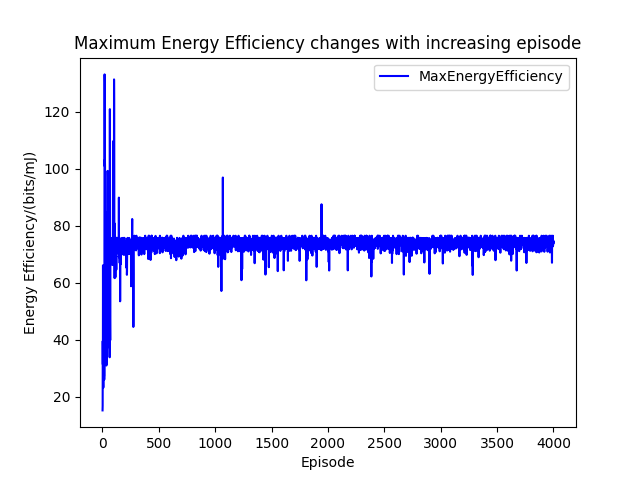 Maximum Energy Efficiency changes with increasing episode
MaxEnergyEfficiency
Energy Efficiency/(bits/mJ)
120
100
80
60
40
20
0 500 1000 1500 2000 2500 3000 3500 4000
Episode